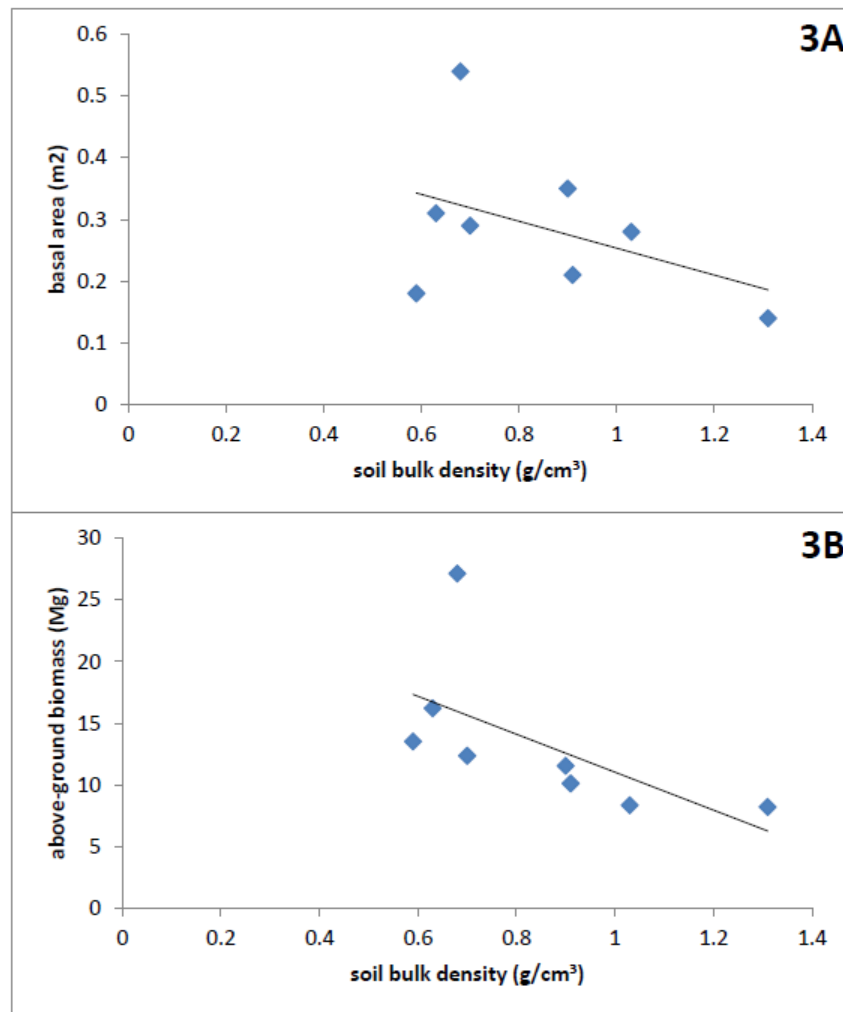 3A
0.6
0.5
0.4
0.3
0.2
0.1
0
basal area (m2)
0 0.2 0.4 0.6 0.8 1 1.2 1.4
soil bulk density (g/cm³)
3B
30
25
20
15
10
5
0
above-ground biomass (Mg)
0 0.2 0.4 0.6 0.8 1 1.2 1.4
soil bulk density (g/cm³)